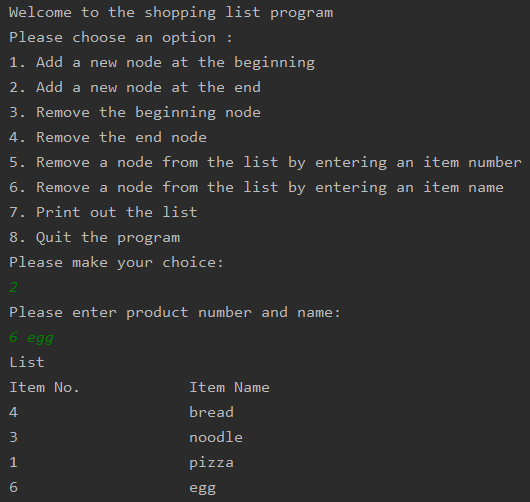 Welcome to the shopping list program
Please choose an option :
1. Add a new node at the beginning
2. Add a new node at the end
3. Remove the beginning node
4. Remove the end node
5. Remove a node from the list by entering an item number
6. Remove a node from the list by entering an item name
7. Print out the list
8. Quit the program
Please make your choice:
2
Please enter product number and name:
6 egg
List
Item No. Item Name
4 bread
3 noodle
1 pizza
6 egg